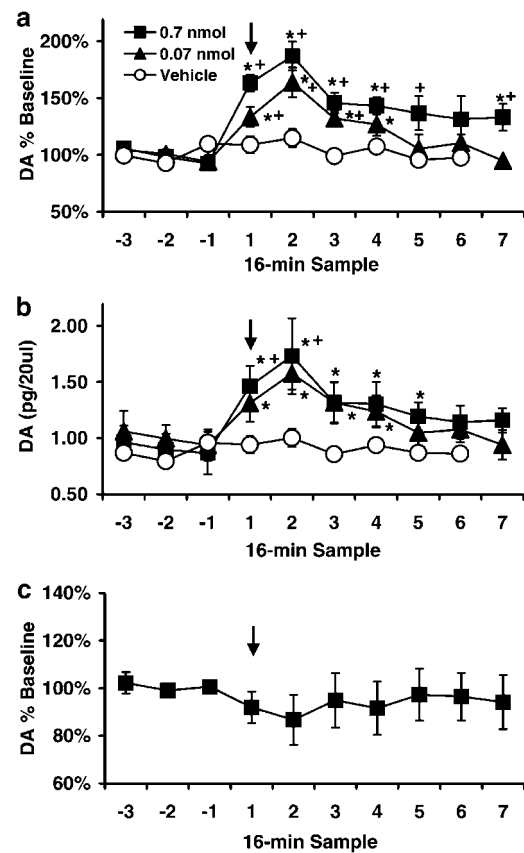 a
0.7 nmol
0.07 nmol
Vehicle
DA % Baseline
200%
150%
100%
50%
*+
*+
*+
*+
*+
*+
*+
*
+
*+
-3 -2 -1 1 2 3 4 5 6 7
16-min Sample
b
DA (pg/20ul)
2.00
1.50
1.00
0.50
*+
*+
*
*
*
*
*
*
*
-3 -2 -1 1 2 3 4 5 6 7
16-min Sample
c
DA % Baseline
140%
120%
100%
80%
60%
-3 -2 -1 1 2 3 4 5 6 7
16-min Sample